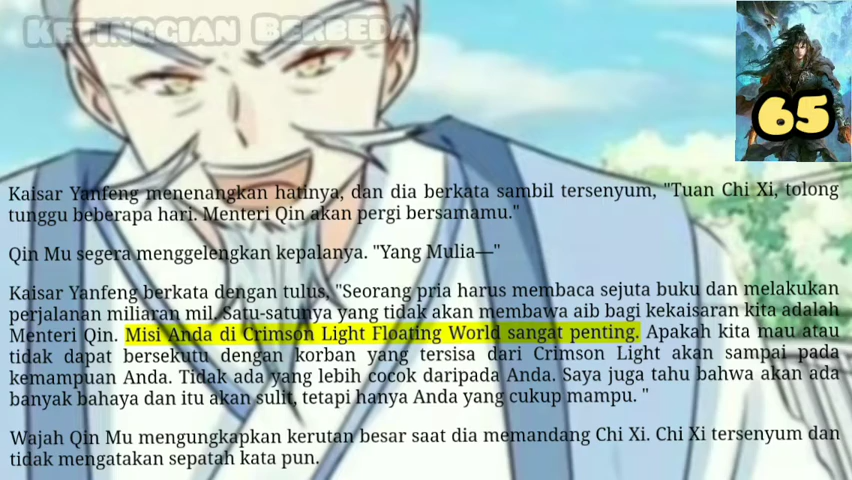 Ketinggian Berbeda
65
Kaisar Yanfeng menenangkan hatinya, dan dia berkata sambil tersenyum, "Tuan Chi Xi, tolong
tunggu beberapa hari. Menteri Qin akan pergi bersamamu."
Qin Mu segera menggelengkan kepalanya. "Yang Mulia—"
Kaisar Yanfeng berkata dengan tulus, "Seorang pria harus membaca sejuta buku dan melakukan
perjalanan miliaran mil. Satu-satunya yang tidak akan membawa aib bagi kekaisaran kita adalah
Menteri Qin. Misi Anda di Crimson Light Floating World sangat penting. Apakah kita mau atau
tidak dapat bersekutu dengan korban yang tersisa dari Crimson Light akan sampai pada
kemampuan Anda. Tidak ada yang lebih cocok daripada Anda. Saya juga tahu bahwa akan ada
banyak bahaya dan itu akan sulit, tetapi hanya Anda yang cukup mampu. "
Wajah Qin Mu mengungkapkan kerutan besar saat dia memandang Chi Xi. Chi Xi tersenyum dan
tidak mengatakan sepatah kata pun.